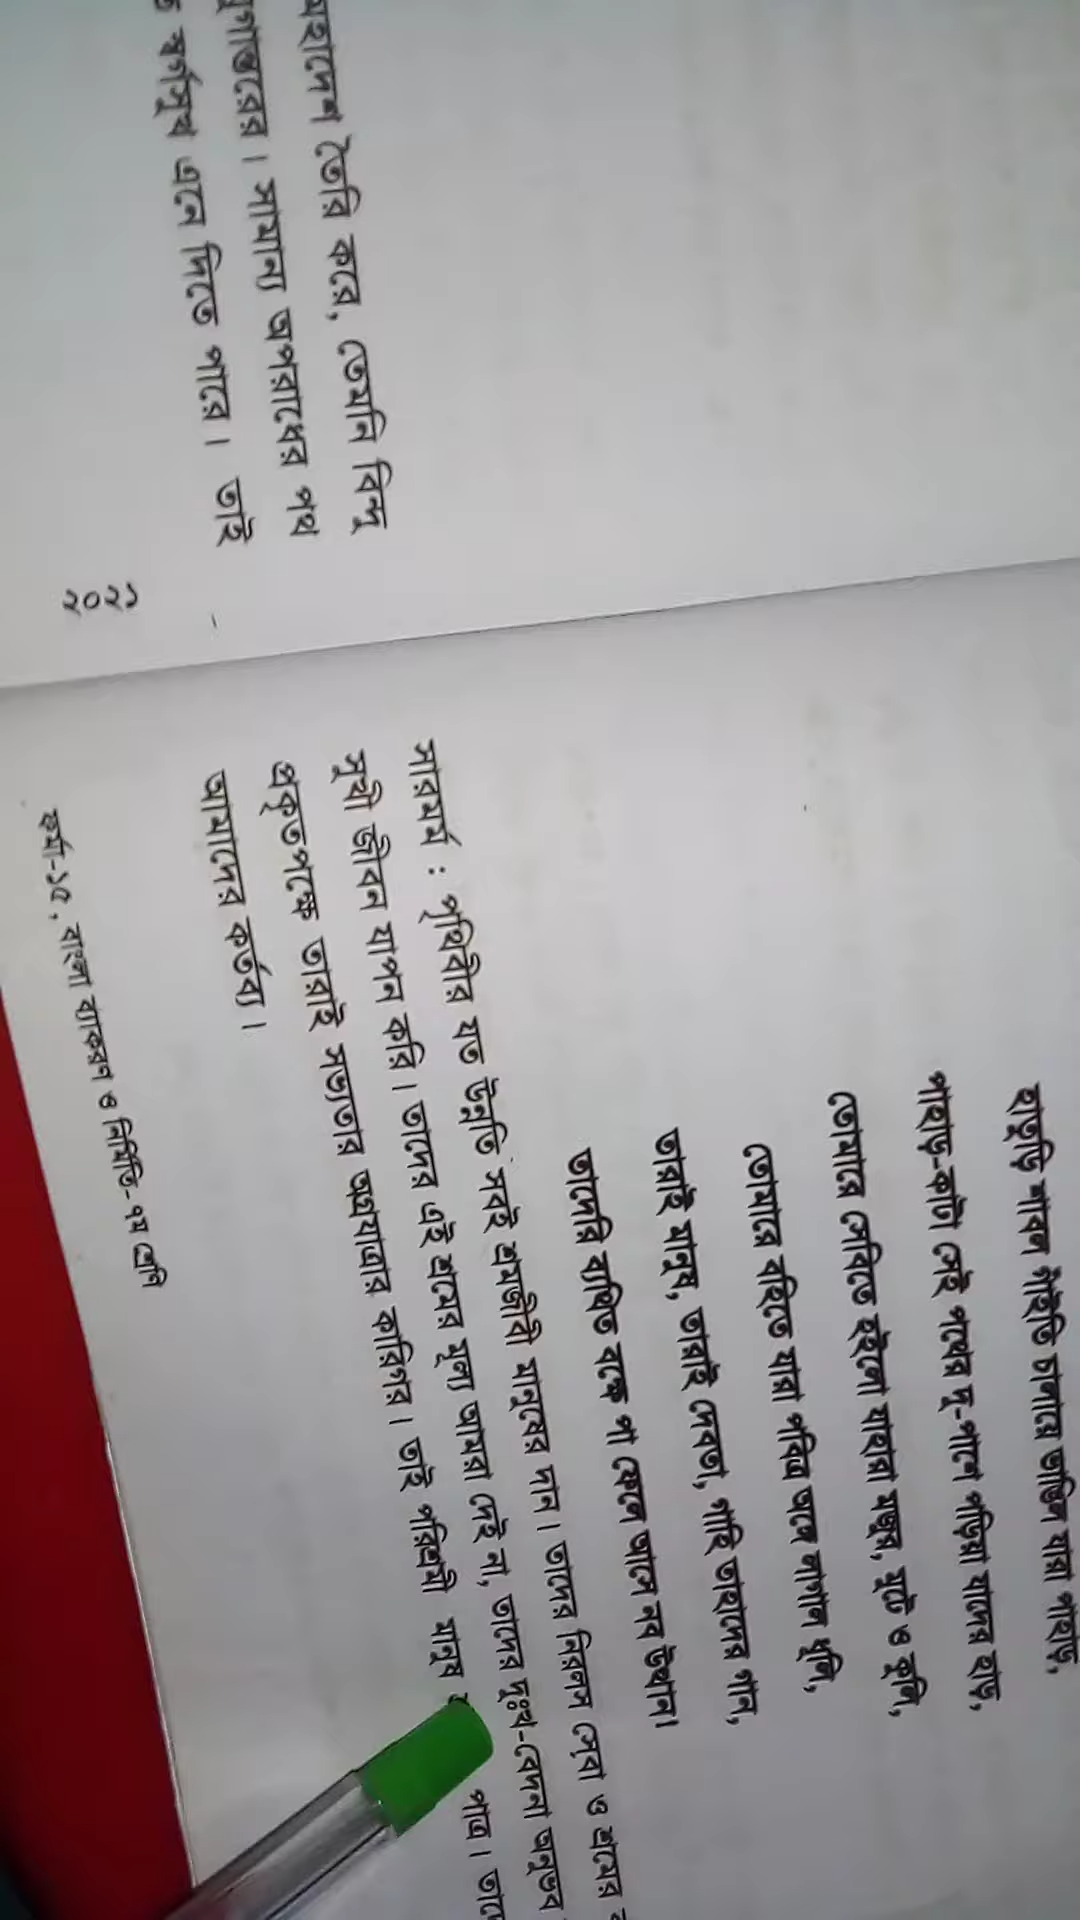 মহাদেশ তৈরি করে, তেমনি বিন্দু
যুগান্তরের। সামান্য অপরাধের পথ
স্বর্গসুখ এনে দিতে পারে। তাই
২০২১
হাতুড়ি শাবল গাঁইতি চালায়ে ভাঙিল যারা পাহাড়,
পাহাড়-কাটা সেই পথের দু-পাশে পড়িয়া যাদের হাড়,
তোমারে সেবিতে হইলো যাহারা মজুর, মুটে ও কুলি,
তোমারে বহিতে যারা পবিত্র অঙ্গে লাগাল ধূলি,
তারাই মানুষ, তারাই দেবতা, গাহি তাহাদের গান,
তাদেরি ব্যথিত বক্ষে পা ফেলে আসে নব উত্থান।
সারমর্ম : পৃথিবীর যত উন্নতি সবই শ্রমজীবী মানুষের দান। তাদের নিরলস সেবা ও শ্রমের
সুখী জীবন যাপন করি। তাদের এই শ্রমের মূল্য আমরা দেই না, তাদের দুঃখ-বেদনা অনুভব
প্রকৃতপক্ষে তারাই সভ্যতার অগ্রযাত্রার কারিগর। তাই পরিশ্রমী মানুষ পাত্র।
আমাদের কর্তব্য।
ফর্মা-১৫, বাংলা ব্যাকরণ ও নির্মিতি- ৭ম শ্রেণি